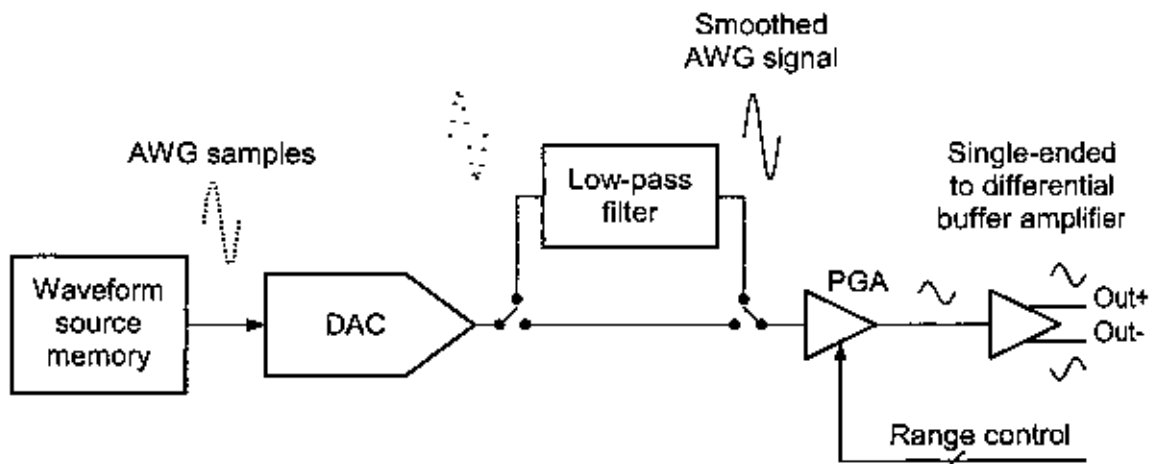 Smoothed
AWG signal
AWG samples
Single-ended
to differential
buffer amplifier
Low-pass
filter
Waveform
source
memory
DAC
PGA
Out+
Out-
Range control